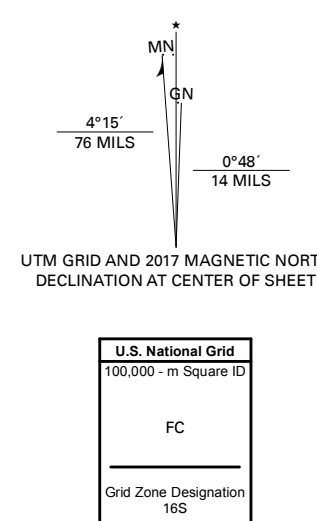 ★
MN
GN
4°15´
76 MILS
0°48´
14 MILS
UTM GRID AND 2017 MAGNETIC NORT
DECLINATION AT CENTER OF SHEET
U.S. National Grid
100,000 - m Square ID
FC
Grid Zone Designation
16S